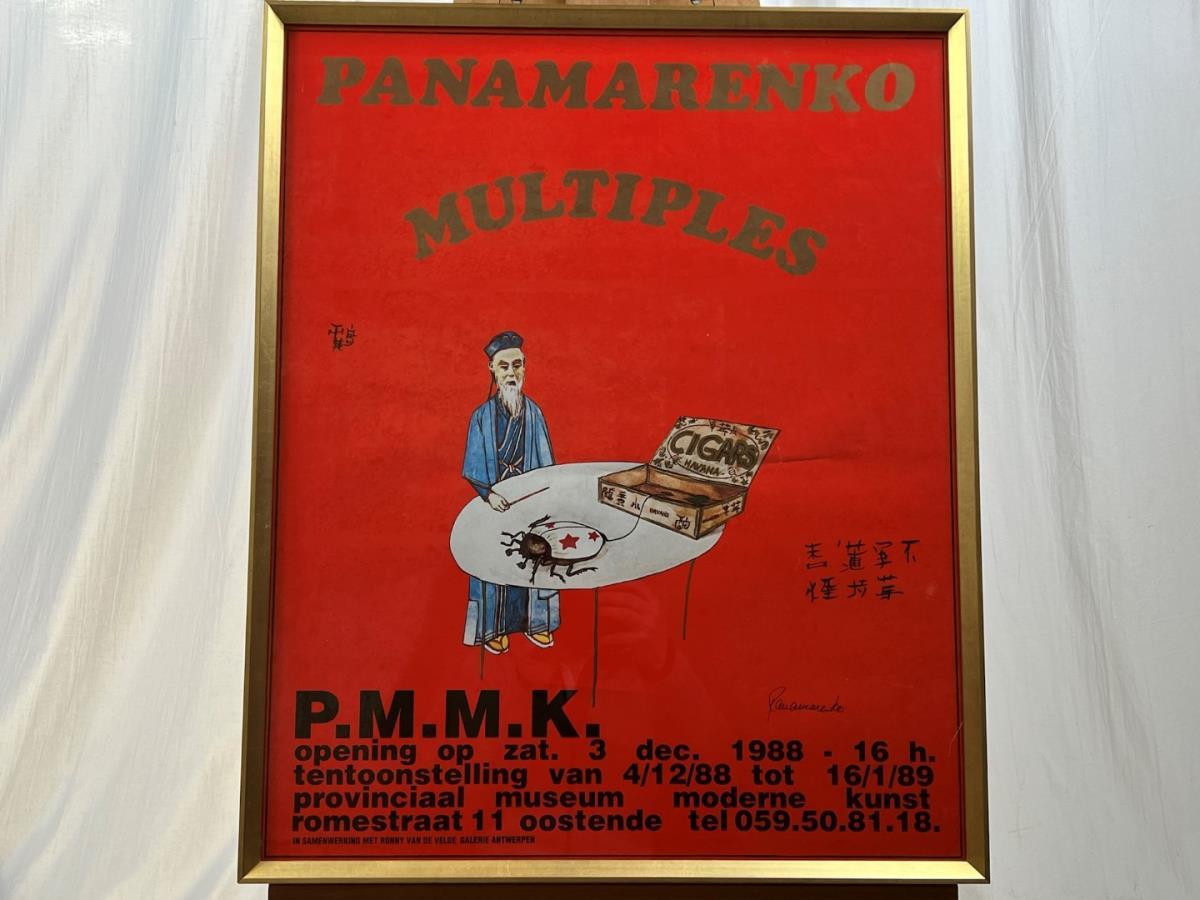 PANAMARENKO
MULTIPLES
CIGARS
HAVANA
HAVANA
Panamarenko
P.M.M.K.
opening op zat. 3 dec. 1988 - 16 h.
tentoonstelling van 4/12/88 tot 16/1/89
provinciaal museum moderne kunst
romestraat 11 oostende tel 059.50.81.18.
IN SAMENWERKING MET RONNY VAN DE VELDE GALERIE ANTWERPEN